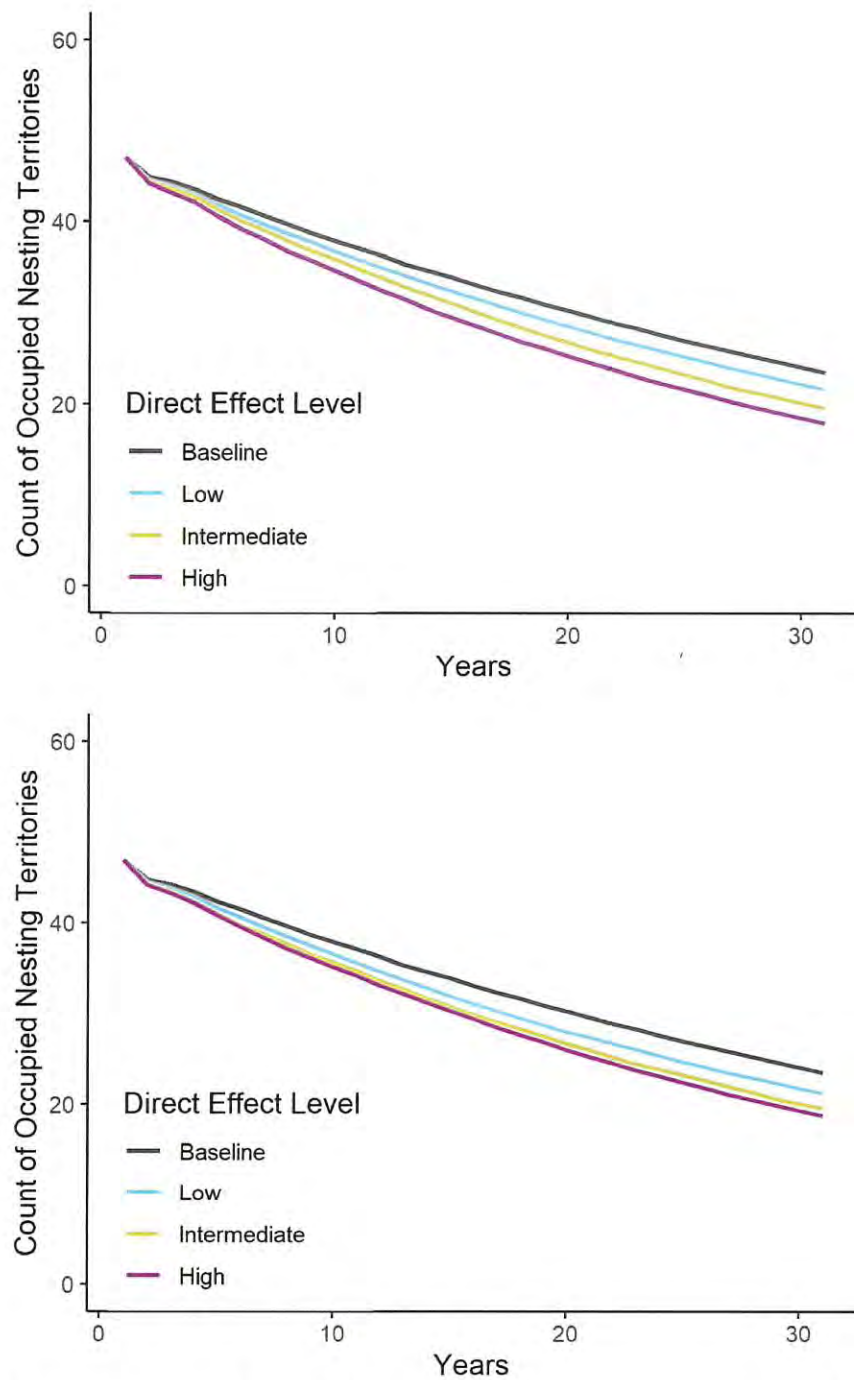 Count of Occupied Nesting Territories
60
40
20
0
Direct Effect Level
Baseline
Low
Intermediate
High
0
10
20
30
Years
Count of Occupied Nesting Territories
60
40
20
0
Direct Effect Level
Baseline
Low
Intermediate
High
0
10
20
30
Years